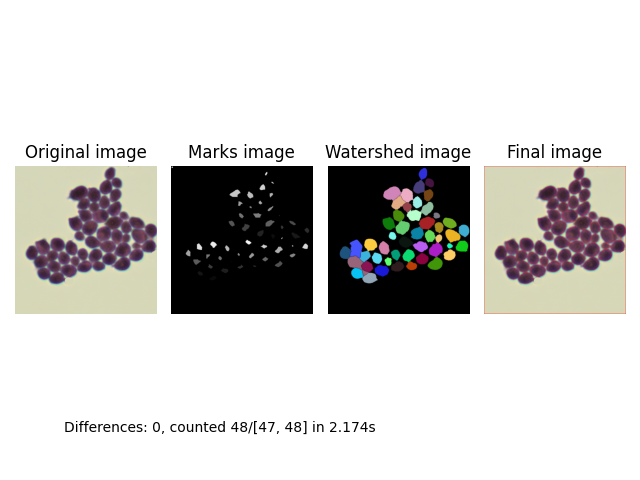 Original image
Marks image
Watershed image
Final image
Differences: 0, counted 48/[47, 48] in 2.174s